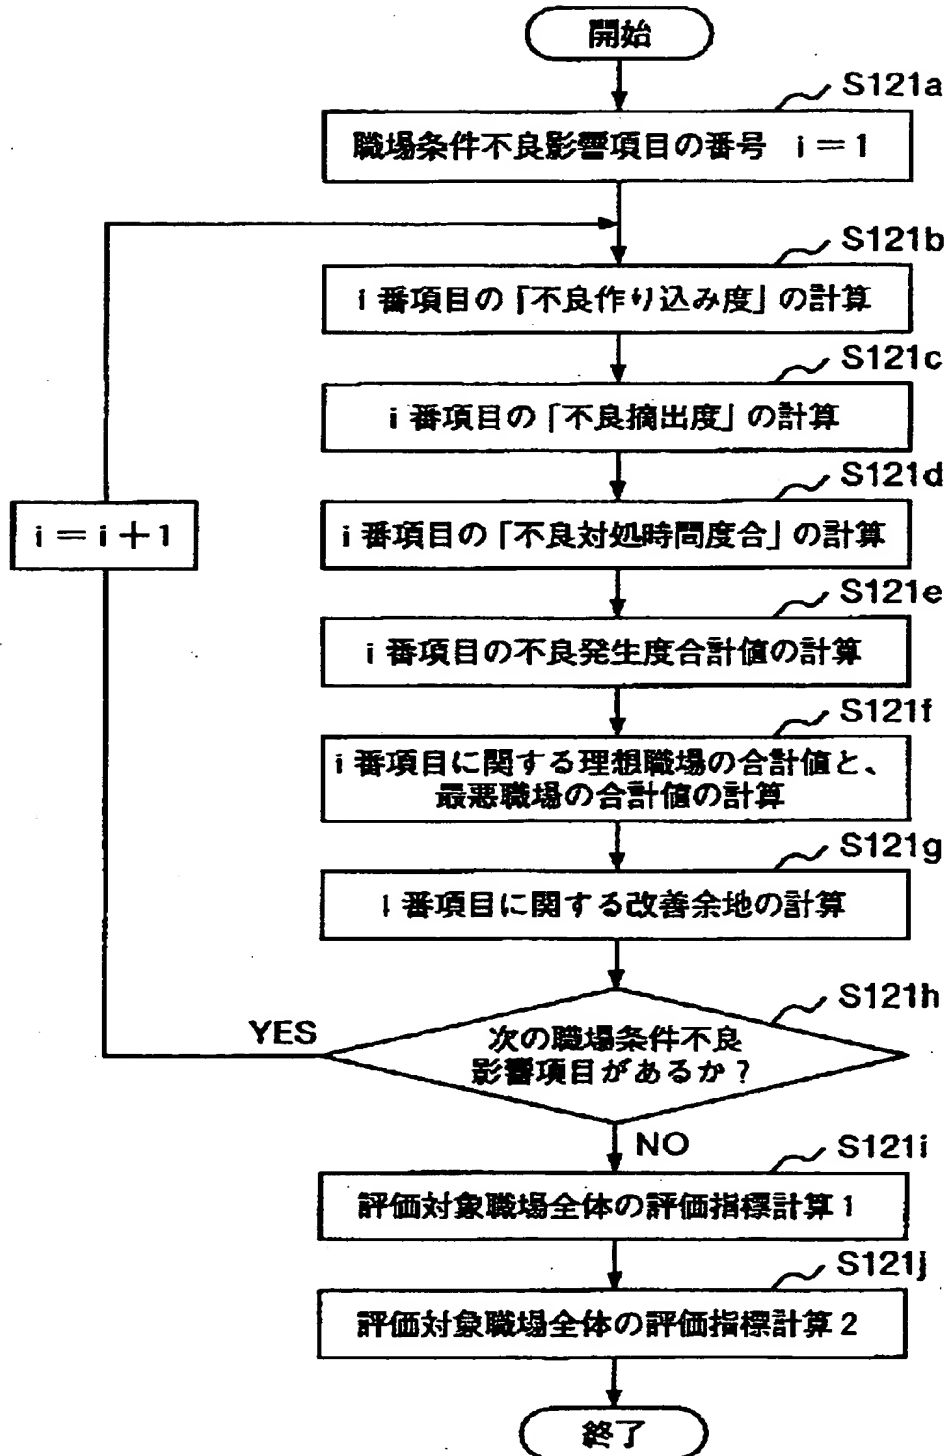 開始
S121a
職場条件不良影響項目の番号 i＝1
S121b
i番項目の「不良作り込み度」の計算
S121c
i番項目の「不良摘出度」の計算
S121d
i＝i＋1
i番項目の「不良対処時間度合」の計算
S121e
i番項目の不良発生度合計値の計算
S121f
i番項目に関する理想職場の合計値と、
最悪職場の合計値の計算
S121g
i番項目に関する改善余地の計算
S121h
YES
次の職場条件不良
影響項目があるか？
NO
S121i
評価対象職場全体の評価指標計算1
S121j
評価対象職場全体の評価指標計算2
終了